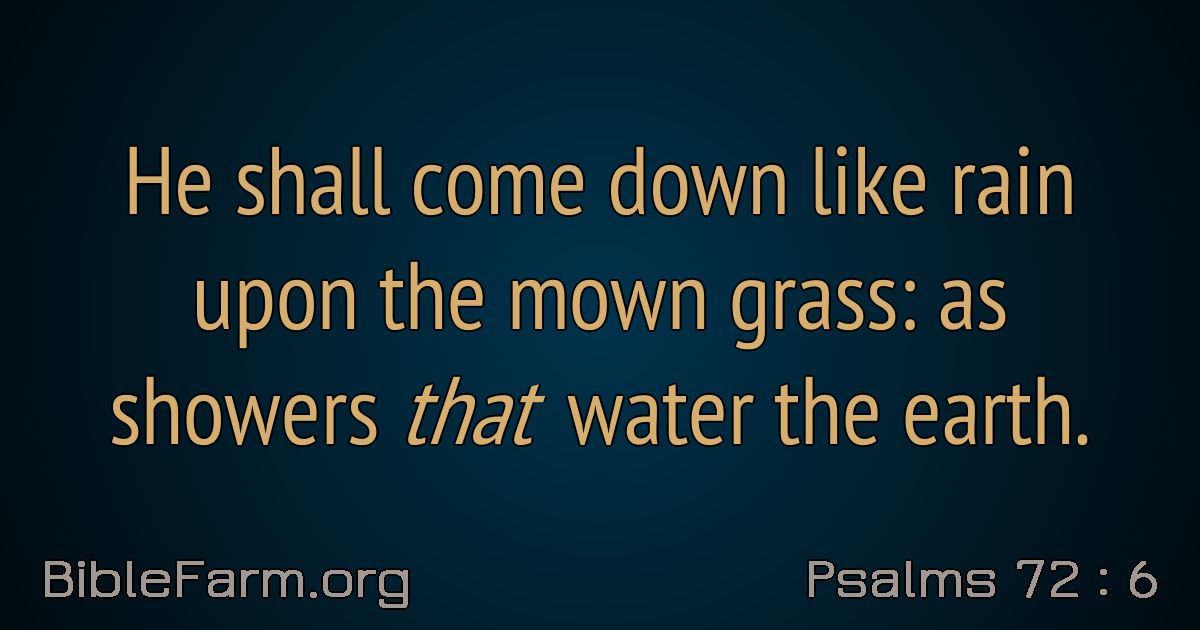 He shall come down like rain
upon the mown grass: as
showers that water the earth.
BibleFarm.org
Psalms 72 : 6